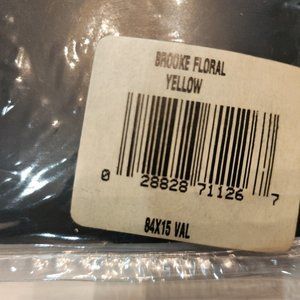 BROOKE FLORAL
YELLOW
0 28828 71126 7
84X15 VAL